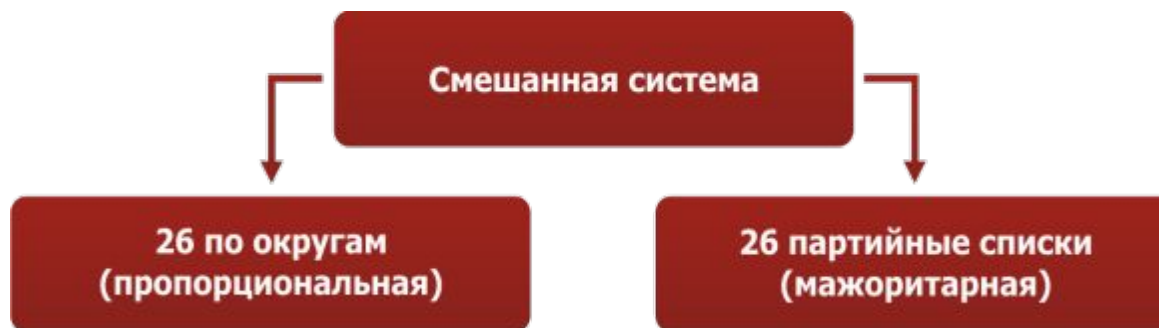 Смешанная система
26 по округам
(пропорциональная)
26 партийные списки
(мажоритарная)